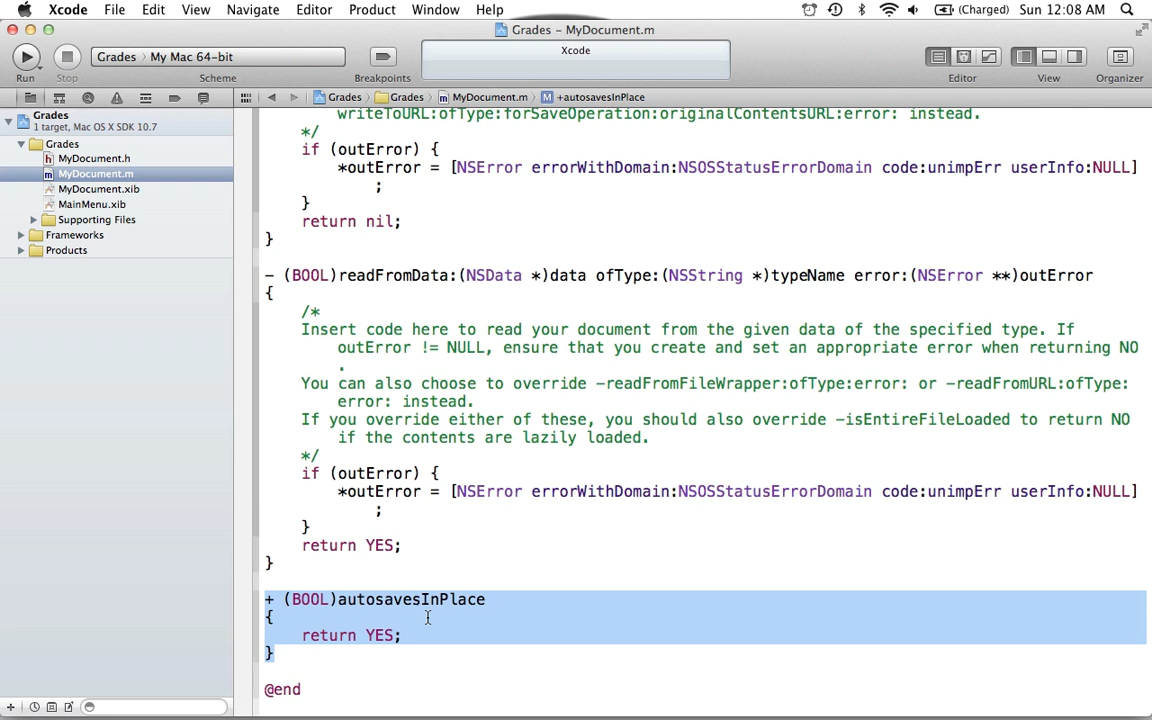 Xcode File Edit View Navigate Editor Product Window Help (Charged) Sun 12:08 AM
Grades – MyDocument.m
Grades › My Mac 64-bit
Xcode
Run Stop Scheme Breakpoints Editor View Organizer
Grades › Grades › MyDocument.m › +autosavesInPlace
Grades
1 target, Mac OS X SDK 10.7
Grades
MyDocument.h
MyDocument.m
MyDocument.xib
MainMenu.xib
Supporting Files
Frameworks
Products
writeToURL:ofType:forSaveOperation:originalContentsURL:error: instead.
*/
if (outError) {
*outError = [NSError errorWithDomain:NSOSStatusErrorDomain code:unimpErr userInfo:NULL]
;
}
return nil;
}
- (BOOL)readFromData:(NSData *)data ofType:(NSString *)typeName error:(NSError **)outError
{
/*
Insert code here to read your document from the given data of the specified type. If
outError != NULL, ensure that you create and set an appropriate error when returning NO
.
You can also choose to override -readFromFileWrapper:ofType:error: or -readFromURL:ofType:
error: instead.
If you override either of these, you should also override -isEntireFileLoaded to return NO
if the contents are lazily loaded.
*/
if (outError) {
*outError = [NSError errorWithDomain:NSOSStatusErrorDomain code:unimpErr userInfo:NULL]
;
}
return YES;
}
+ (BOOL)autosavesInPlace
{
return YES;
}
@end